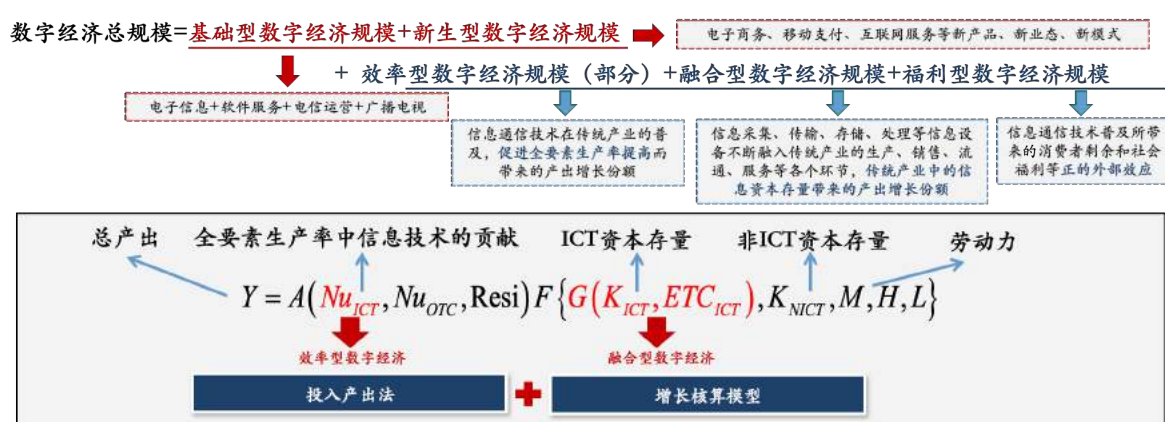 数字经济总规模=基础型数字经济规模+新生型数字经济规模
电子商务、移动支付、互联网服务等新产品、新业态、新模式
+ 效率型数字经济规模（部分）+融合型数字经济规模+福利型数字经济规模
电子信息+软件服务+电信运营+广播电视
信息通信技术在传统产业的普
及，促进全要素生产率提高而
带来的产出增长份额
信息采集、传输、存储、处理等信息设
备不断融入传统产业的生产、销售、流
通、服务等各个环节，传统产业中的信
息资本存量带来的产出增长份额
信息通信技术普及所带
来的消费者剩余和社会
福利等正的外部效应
总产出 全要素生产率中信息技术的贡献 ICT资本存量 非ICT资本存量 劳动力
Y = A(Nu_ICT, Nu_OTC, Resi) F{G(K_ICT, ETC_ICT), K_NICT, M, H, L}
效率型数字经济 融合型数字经济
投入产出法 增长核算模型